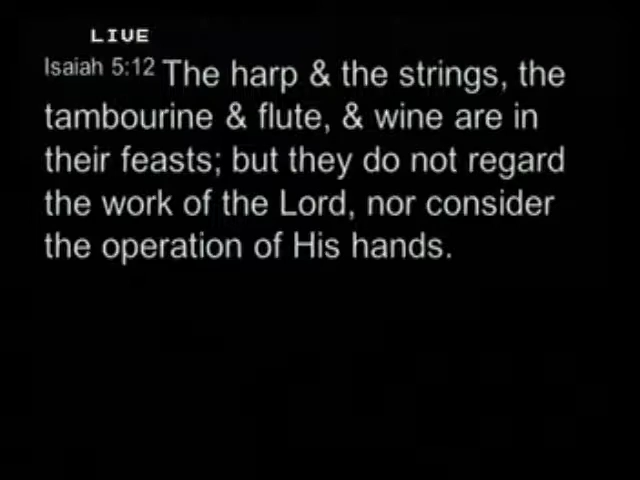 LIVE
Isaiah 5:12 The harp & the strings, the
tambourine & flute, & wine are in
their feasts; but they do not regard
the work of the Lord, nor consider
the operation of His hands.